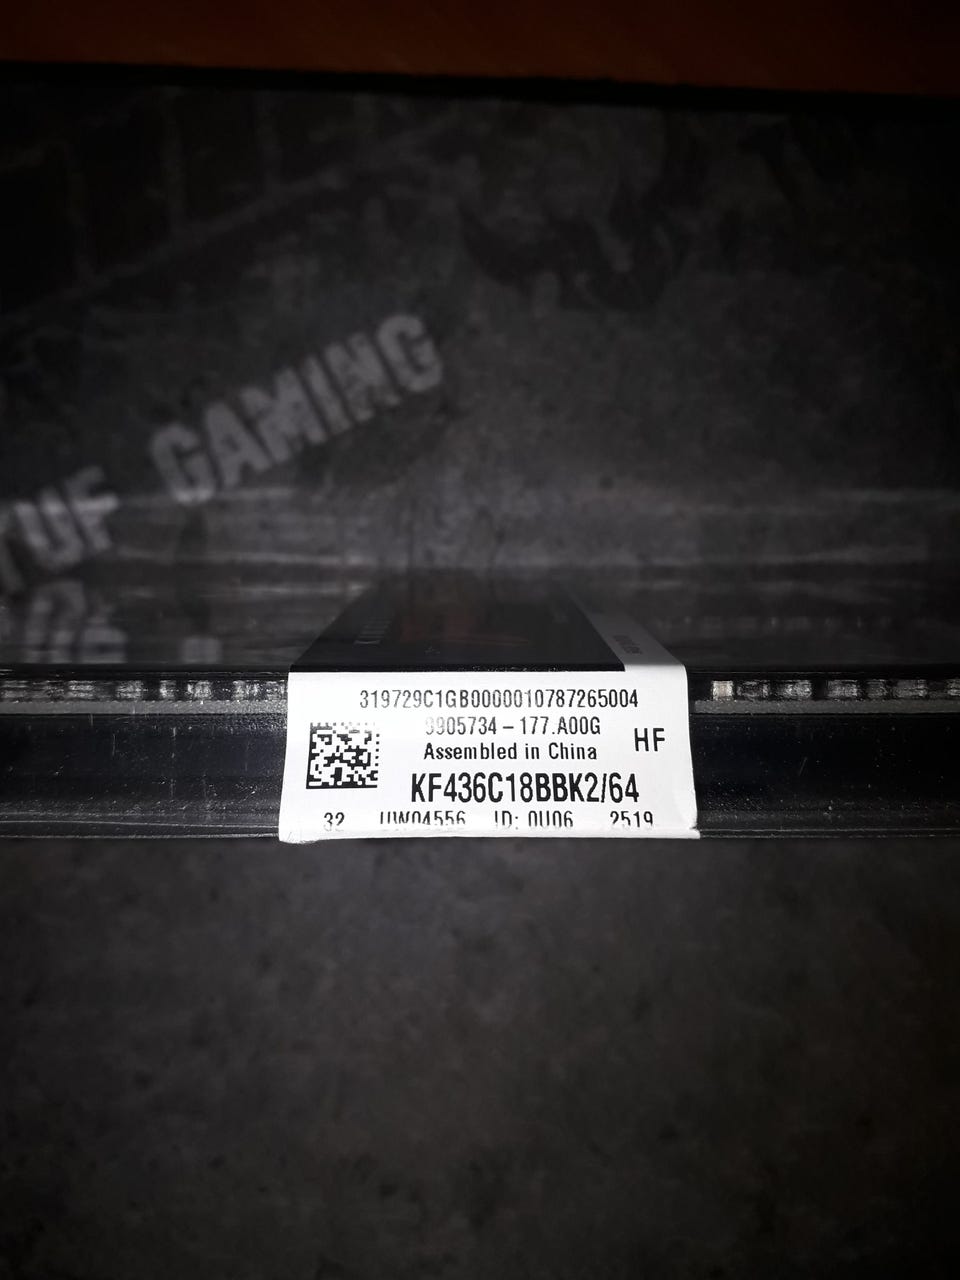 TUF GAMING
319729C1GB0000010787265004
9905734-177.A00G
Assembled in China
HF
KF436C18BBK2/64
32 UW04556 ID: 0U06 2519